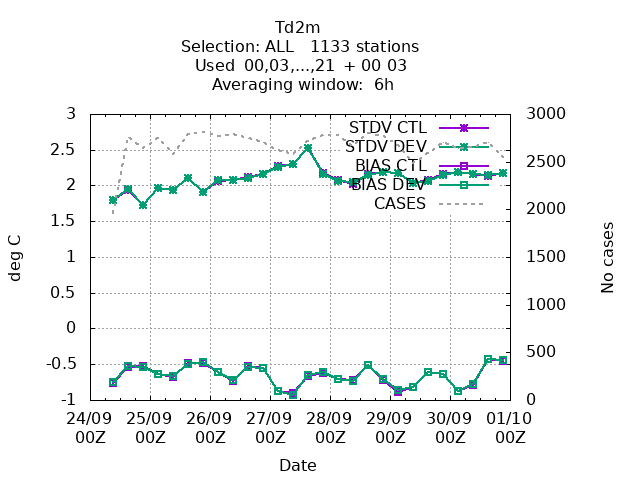 Td2m
Selection: ALL 1133 stations
Used 00,03,...,21 + 00 03
Averaging window: 6h
3
2.5
2
1.5
1
0.5
0
-0.5
-1
deg C
3000
2500
2000
1500
1000
500
0
No cases
STDV CTL
STDV DEV
BIAS CTL
BIAS DEV
CASES
24/09 25/09 26/09 27/09 28/09 29/09 30/09 01/10
00Z 00Z 00Z 00Z 00Z 00Z 00Z 00Z
Date